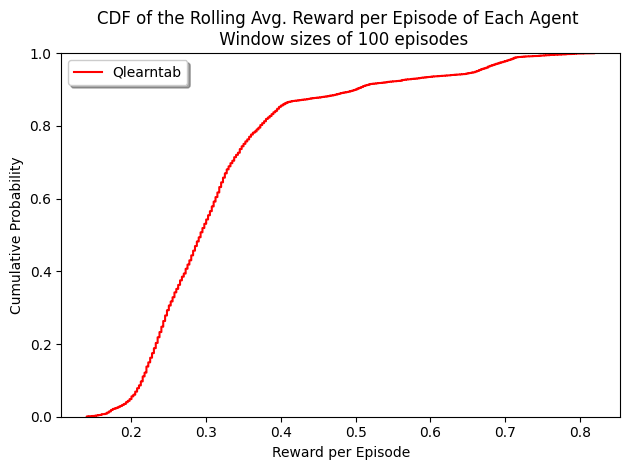 CDF of the Rolling Avg. Reward per Episode of Each Agent
Window sizes of 100 episodes
Qlearntab
Cumulative Probability
1.0
0.8
0.6
0.4
0.2
0.0
0.2 0.3 0.4 0.5 0.6 0.7 0.8
Reward per Episode